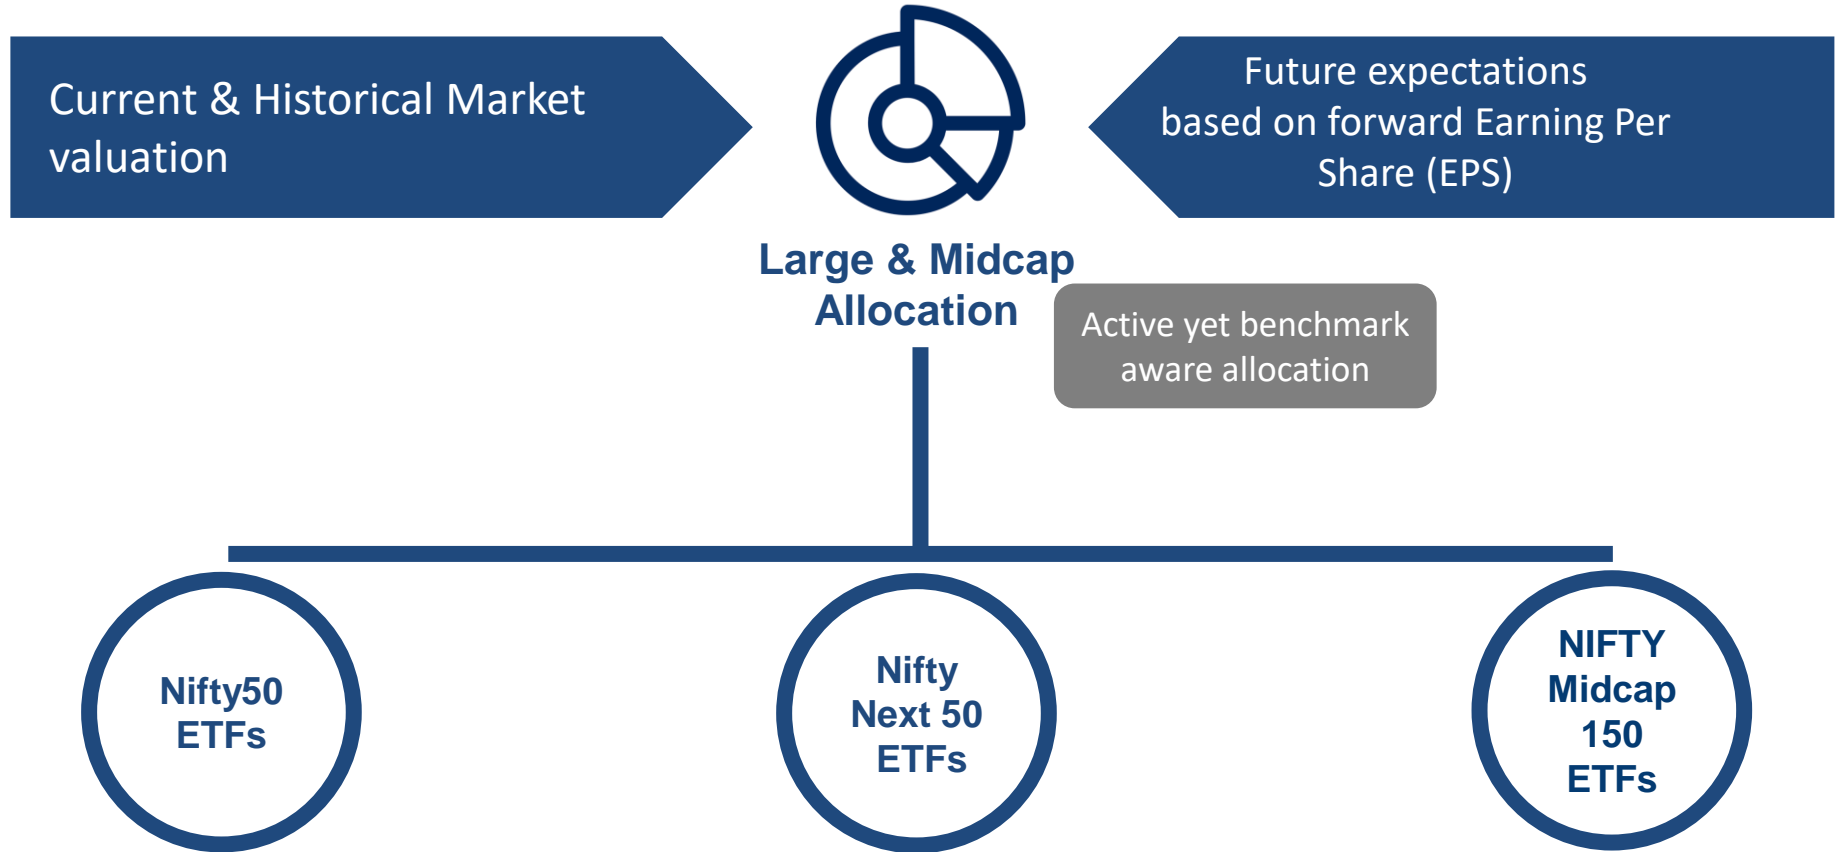 Current & Historical Market
valuation
Future expectations
based on forward Earning Per
Share (EPS)
Large & Midcap
Allocation
Active yet benchmark
aware allocation
Nifty50
ETFs
Nifty
Next 50
ETFs
NIFTY
Midcap
150
ETFs